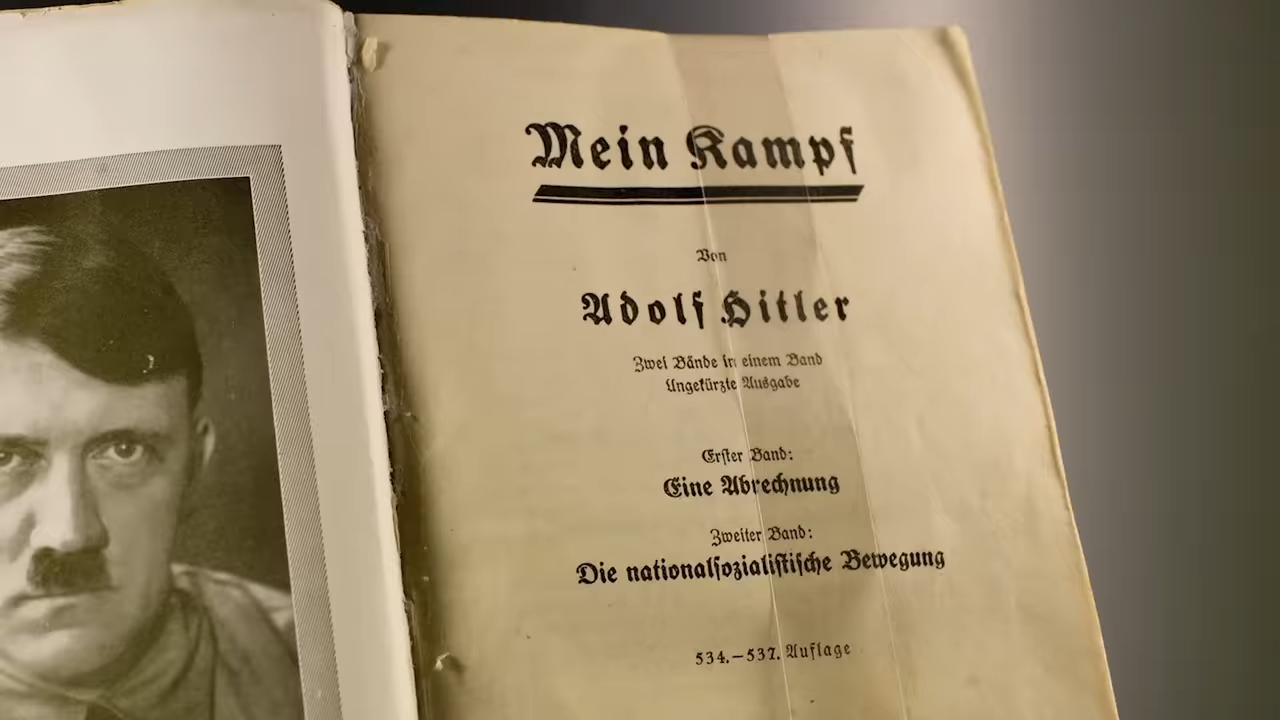 Mein Kampf
Von
Adolf Hitler
Zwei Bände in einem Band
Ungekürzte Ausgabe
Erster Band:
Eine Abrechnung
Zweiter Band:
Die nationalsozialistische Bewegung
534.–537. Auflage